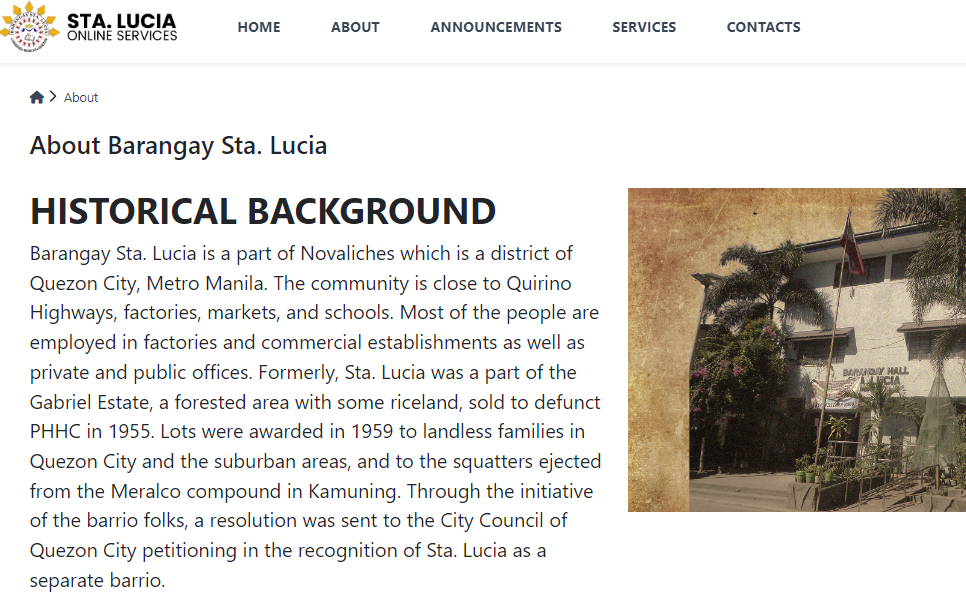 STA. LUCIA
ONLINE SERVICES
HOME ABOUT ANNOUNCEMENTS SERVICES CONTACTS
About
About Barangay Sta. Lucia
HISTORICAL BACKGROUND
Barangay Sta. Lucia is a part of Novaliches which is a district of
Quezon City, Metro Manila. The community is close to Quirino
Highways, factories, markets, and schools. Most of the people are
employed in factories and commercial establishments as well as
private and public offices. Formerly, Sta. Lucia was a part of the
Gabriel Estate, a forested area with some riceland, sold to defunct
PHHC in 1955. Lots were awarded in 1959 to landless families in
Quezon City and the suburban areas, and to the squatters ejected
from the Meralco compound in Kamuning. Through the initiative
of the barrio folks, a resolution was sent to the City Council of
Quezon City petitioning in the recognition of Sta. Lucia as a
separate barrio.
BARANGAY HALL
LUCIA